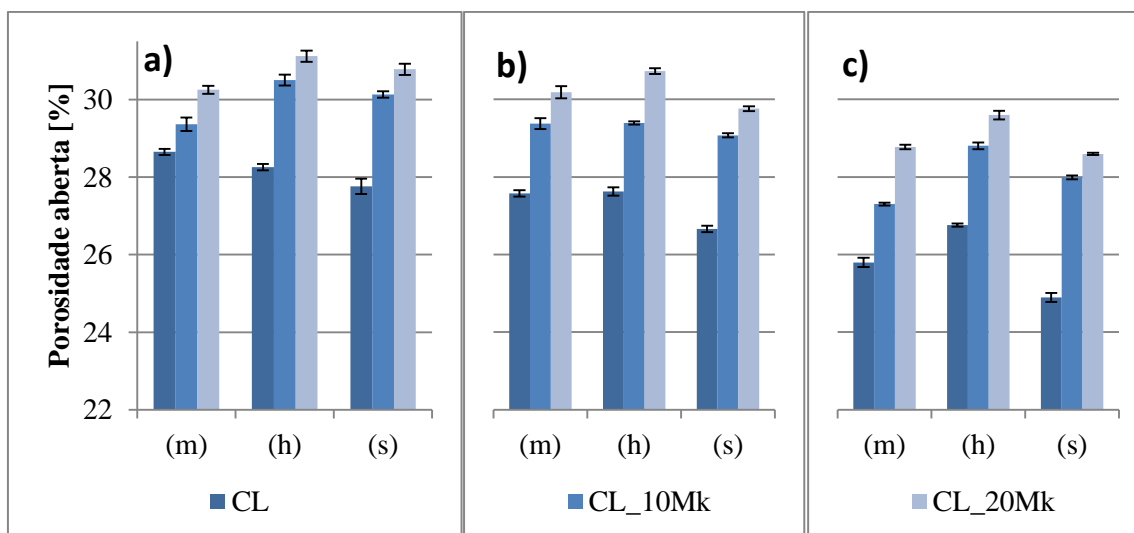 a)
b)
c)
Porosidade aberta [%]
30
28
26
24
22
(m) (h) (s)
(m) (h) (s)
(m) (h) (s)
CL
CL_10Mk
CL_20Mk